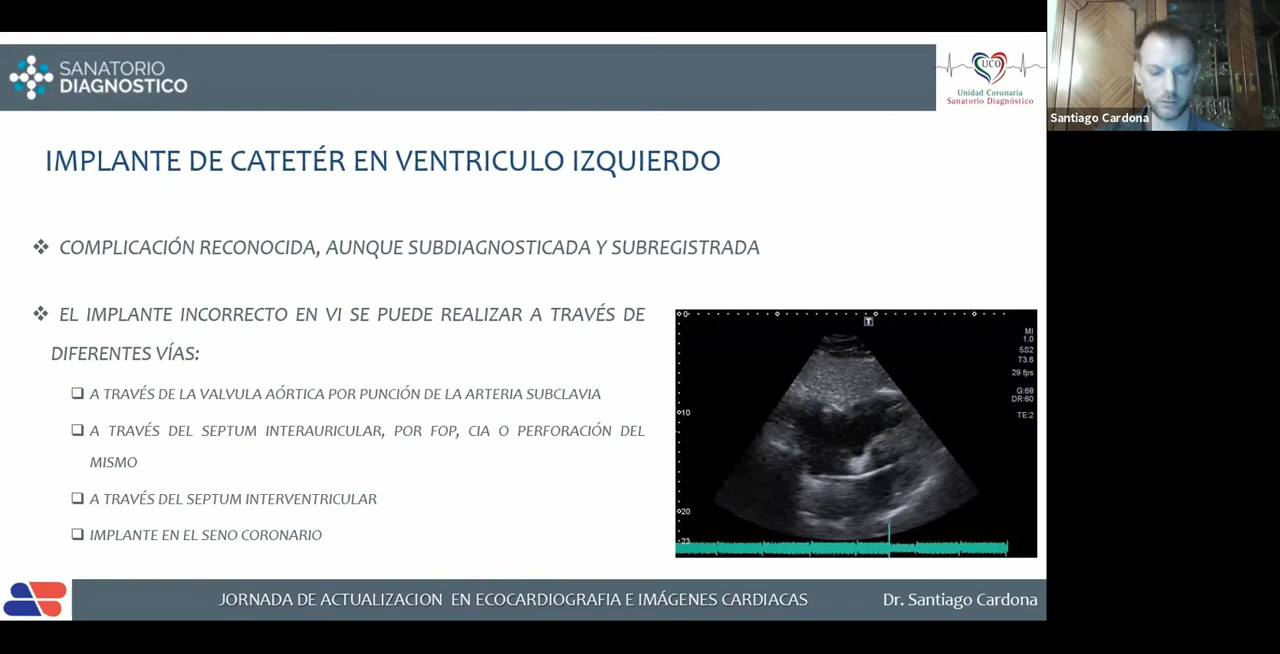 SANATORIO
DIAGNOSTICO
UCO
Unidad Coronaria
Sanatorio Diagnóstico
Santiago Cardona
IMPLANTE DE CATETÉR EN VENTRICULO IZQUIERDO
❖ COMPLICACIÓN RECONOCIDA, AUNQUE SUBDIAGNOSTICADA Y SUBREGISTRADA
❖ EL IMPLANTE INCORRECTO EN VI SE PUEDE REALIZAR A TRAVÉS DE
DIFERENTES VÍAS:
❑ A TRAVÉS DE LA VALVULA AÓRTICA POR PUNCIÓN DE LA ARTERIA SUBCLAVIA
❑ A TRAVÉS DEL SEPTUM INTERAURICULAR, POR FOP, CIA O PERFORACIÓN DEL
MISMO
❑ A TRAVÉS DEL SEPTUM INTERVENTRICULAR
❑ IMPLANTE EN EL SENO CORONARIO
0
T
MI
1.0
5S2
T3.6
29 fps
G:68
DR:60
TE:2
10
20
23
JORNADA DE ACTUALIZACION EN ECOCARDIOGRAFIA E IMÁGENES CARDIACAS
Dr. Santiago Cardona